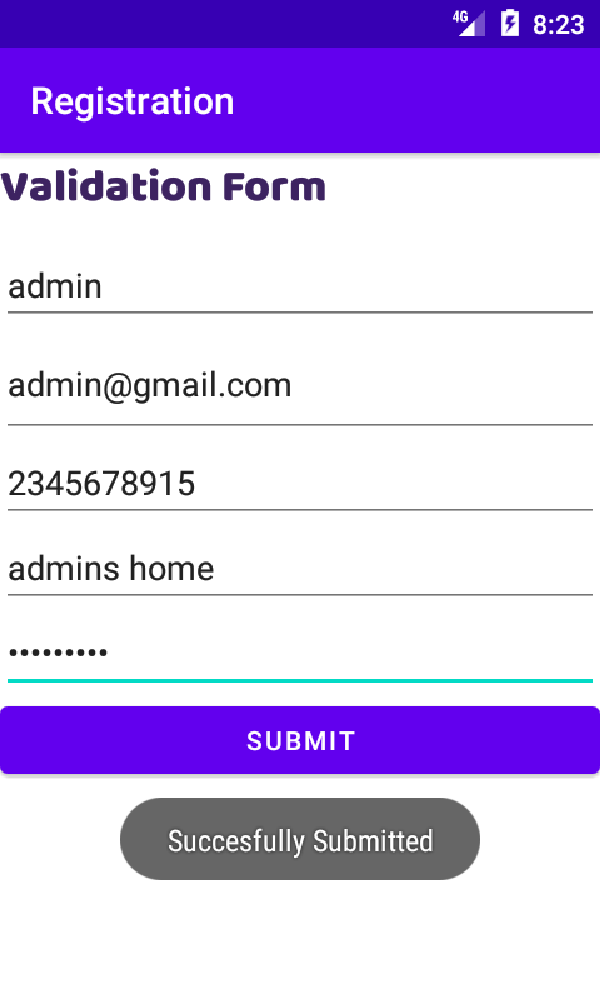 4G 8:23
Registration
Validation Form
admin
admin@gmail.com
2345678915
admins home
•••••••••
SUBMIT
Succesfully Submitted